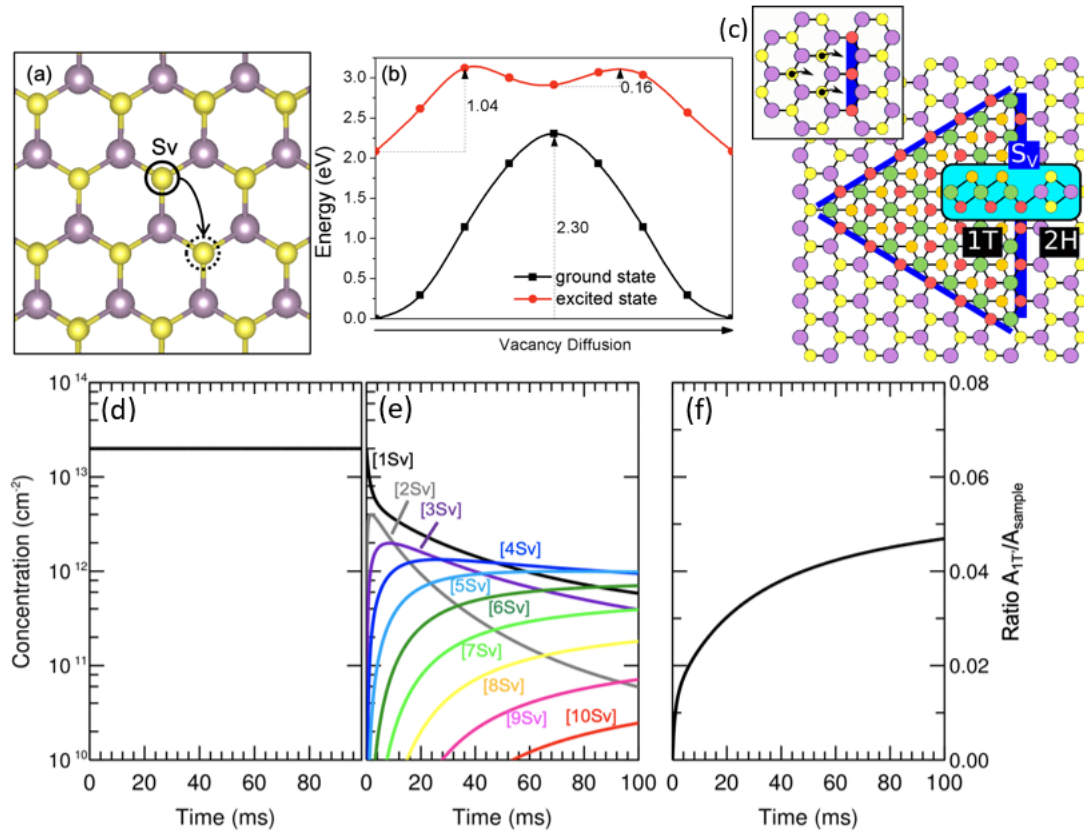 (a)
Sv
(b)
Energy (eV)
3.0
2.5
2.0
1.5
1.0
0.5
0.0
1.04
0.16
2.30
ground state
excited state
Vacancy Diffusion
(c)
SV
1T
2H
(d)
Concentration (cm-2)
10^14
10^13
10^12
10^11
10^10
0 20 40 60 80
Time (ms)
(e)
[1Sv]
[2Sv]
[3Sv]
[4Sv]
[5Sv]
[6Sv]
[7Sv]
[8Sv]
[9Sv]
[10Sv]
0 20 40 60 80 100
Time (ms)
(f)
0.08
0.06
0.04
0.02
0.00
Ratio A1T'/Asample
0 20 40 60 80 100
Time (ms)